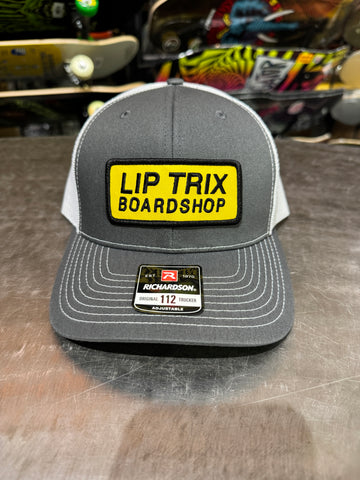 LIP TRIX
BOARDSHOP
EST. 1970
R
RICHARDSON
ORIGINAL 112 TRUCKER
ADJUSTABLE